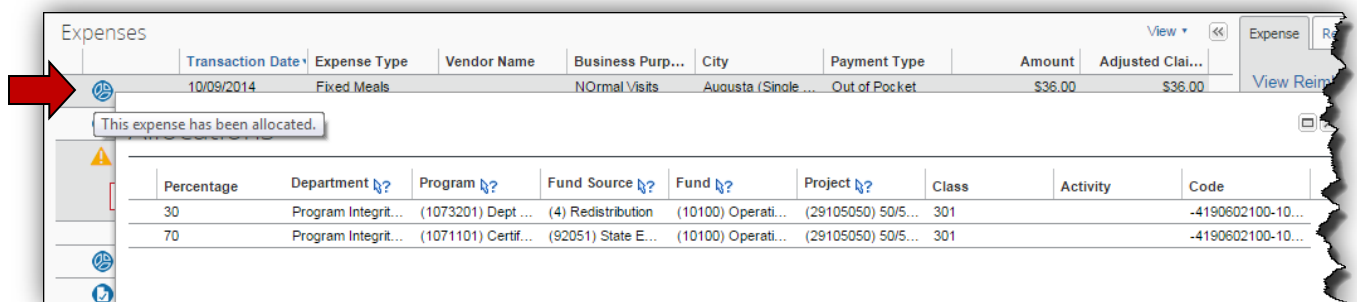 Expenses View Expense Re
Transaction Date Expense Type Vendor Name Business Purp... City Payment Type Amount Adjusted Clai...
10/09/2014 Fixed Meals NOrmal Visits Augusta (Single ... Out of Pocket $36.00 $36.00 View Reim
This expense has been allocated.
Percentage Department ? Program ? Fund Source ? Fund ? Project ? Class Activity Code
30 Program Integrit... (1073201) Dept ... (4) Redistribution (10100) Operati... (29105050) 50/5... 301 -4190602100-10...
70 Program Integrit... (1071101) Certif... (92051) State E... (10100) Operati... (29105050) 50/5... 301 -4190602100-10...